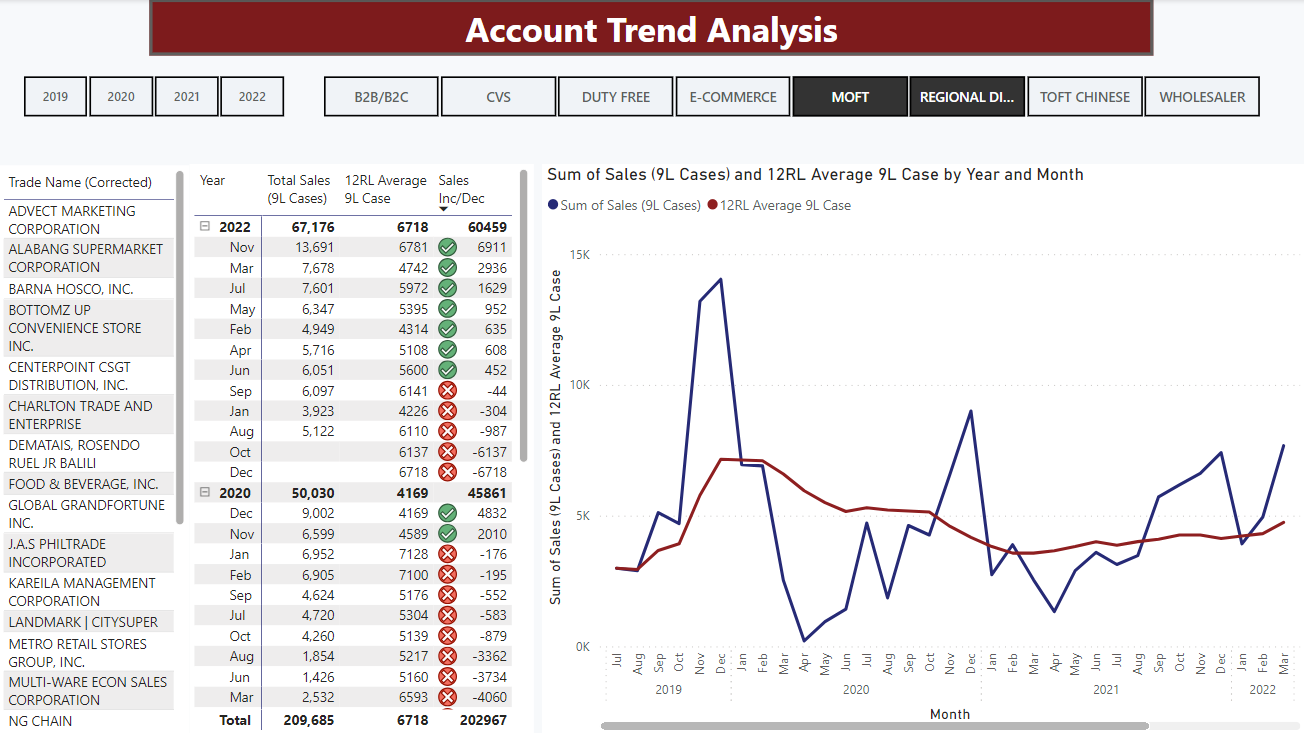 Account Trend Analysis
2019 2020 2021 2022 B2B/B2C CVS DUTY FREE E-COMMERCE MOFT REGIONAL DI... TOFT CHINESE WHOLESALER
Trade Name (Corrected)
ADVECT MARKETING
CORPORATION
ALABANG SUPERMARKET
CORPORATION
BARNA HOSCO, INC.
BOTTOMZ UP
CONVENIENCE STORE
INC.
CENTERPOINT CSGT
DISTRIBUTION, INC.
CHARLTON TRADE AND
ENTERPRISE
DEMATAIS, ROSENDO
RUEL JR BALILI
FOOD & BEVERAGE, INC.
GLOBAL GRANDFORTUNE
INC.
J.A.S PHILTRADE
INCORPORATED
KAREILA MANAGEMENT
CORPORATION
LANDMARK | CITYSUPER
METRO RETAIL STORES
GROUP, INC.
MULTI-WARE ECON SALES
CORPORATION
NG CHAIN
Year Total Sales 12RL Average Sales
(9L Cases) 9L Case Inc/Dec
2022 67,176 6718 60459
Nov 13,691 6781 6911
Mar 7,678 4742 2936
Jul 7,601 5972 1629
May 6,347 5395 952
Feb 4,949 4314 635
Apr 5,716 5108 608
Jun 6,051 5600 452
Sep 6,097 6141 -44
Jan 3,923 4226 -304
Aug 5,122 6110 -987
Oct 6137 -6137
Dec 6718 -6718
2020 50,030 4169 45861
Dec 9,002 4169 4832
Nov 6,599 4589 2010
Jan 6,952 7128 -176
Feb 6,905 7100 -195
Sep 4,624 5176 -552
Jul 4,720 5304 -583
Oct 4,260 5139 -879
Aug 1,854 5217 -3362
Jun 1,426 5160 -3734
Mar 2,532 6593 -4060
Total 209,685 6718 202967
Sum of Sales (9L Cases) and 12RL Average 9L Case by Year and Month
Sum of Sales (9L Cases) 12RL Average 9L Case
Sum of Sales (9L Cases) and 12RL Average 9L Case
15K
10K
5K
0K
Jul Aug Sep Oct Nov Dec Jan Feb Mar Apr May Jun Jul Aug Sep Oct Nov Dec Jan Feb Mar Apr May Jun Jul Aug Sep Oct Nov Dec Jan Feb Mar
2019 2020 2021 2022
Month